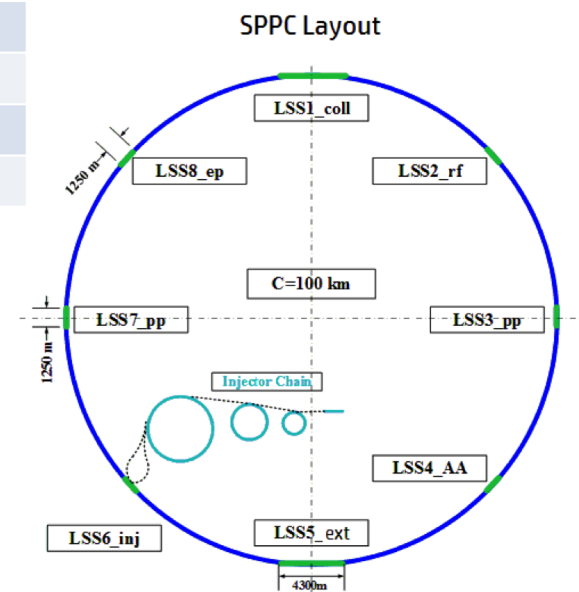 SPPC Layout
LSS1_coll
1250 m
LSS8_ep
LSS2_rf
C=100 km
LSS7_pp
LSS3_pp
1250 m
Injector Chain
LSS4_AA
LSS6_inj
LSS5_ext
4300m